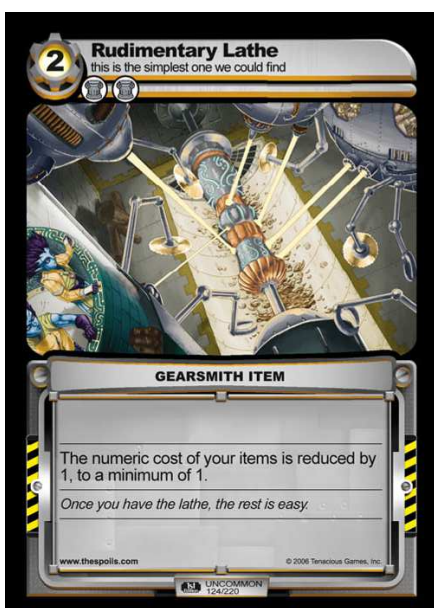 2
Rudimentary Lathe
this is the simplest one we could find
GEARSMITH ITEM
The numeric cost of your items is reduced by
1, to a minimum of 1.
Once you have the lathe, the rest is easy.
www.thespoils.com
© 2006 Tenacious Games, Inc.
UNCOMMON
124/220